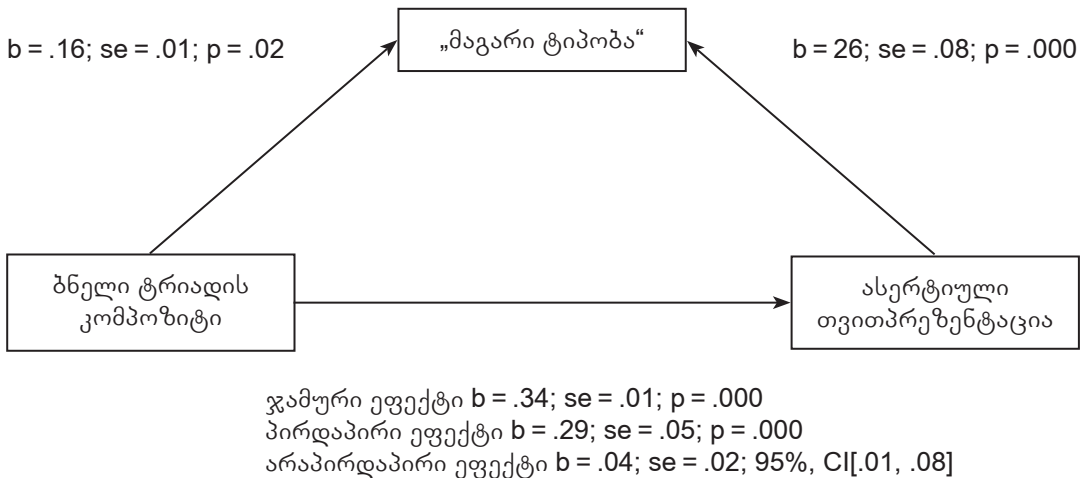 b = .16; se = .01; p = .02
„მაგარი ტიპობა“
b = 26; se = .08; p = .000
ბნელი ტრიადის
კომპოზიტი
ასერტიული
თვითპრეზენტაცია
ჯამური ეფექტი b = .34; se = .01; p = .000
პირდაპირი ეფექტი b = .29; se = .05; p = .000
არაპირდაპირი ეფექტი b = .04; se = .02; 95%, CI[.01, .08]